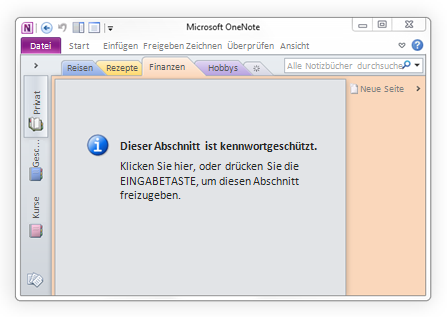 Microsoft OneNote
Datei Start Einfügen Freigeben Zeichnen Überprüfen Ansicht
Reisen Rezepte Finanzen Hobbys Alle Notizbücher durchsuche
Neue Seite
Privat
Gesc...
Kurse
Dieser Abschnitt ist kennwortgeschützt.
Klicken Sie hier, oder drücken Sie die
EINGABETASTE, um diesen Abschnitt
freizugeben.